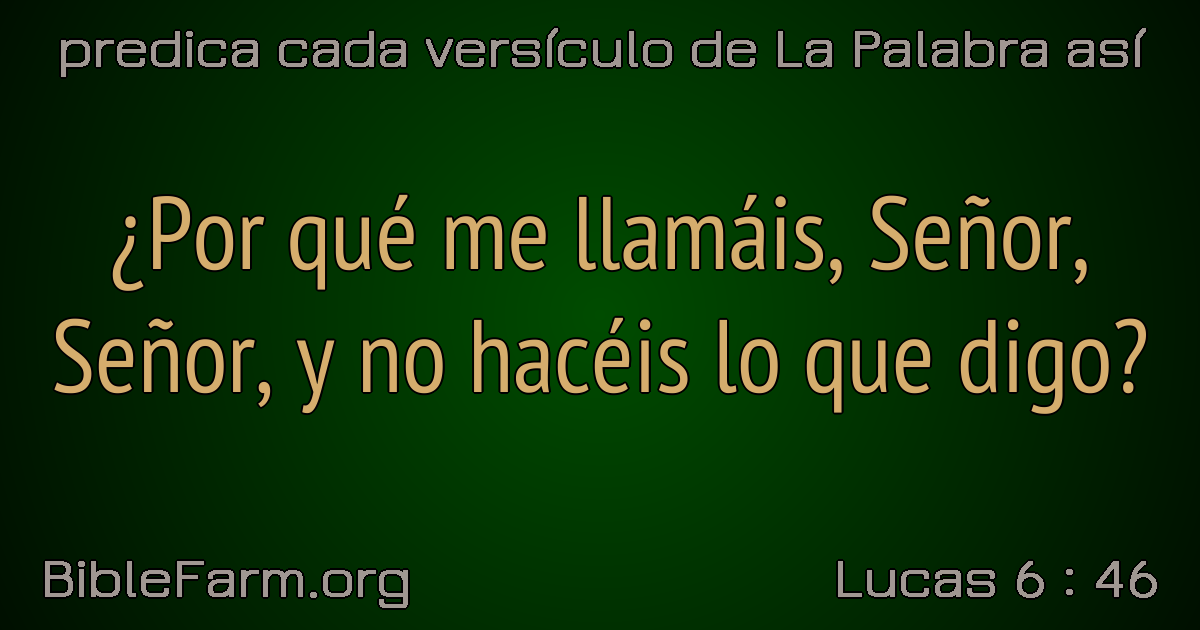 predica cada versículo de La Palabra así
¿Por qué me llamáis, Señor,
Señor, y no hacéis lo que digo?
BibleFarm.org
Lucas 6 : 46